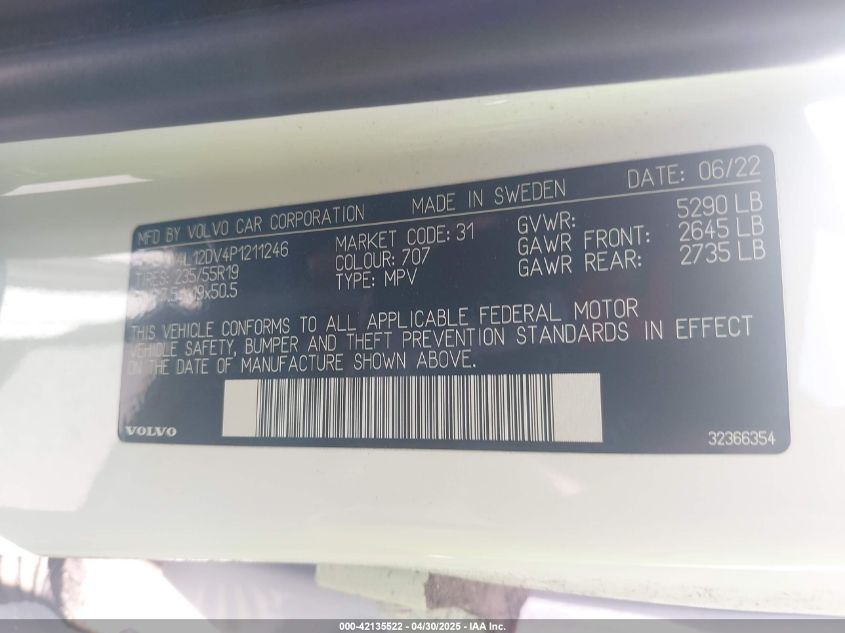 MFD BY VOLVO CAR CORPORATION MADE IN SWEDEN DATE: 06/22
L12DV4P1211246 MARKET CODE: 31 GVWR: 5290 LB
TIRES: 235/55R19 COLOUR: 707 GAWR FRONT: 2645 LB
TYPE: MPV GAWR REAR: 2735 LB
THIS VEHICLE CONFORMS TO ALL APPLICABLE FEDERAL MOTOR
VEHICLE SAFETY, BUMPER AND THEFT PREVENTION STANDARDS IN EFFECT
ON THE DATE OF MANUFACTURE SHOWN ABOVE.
VOLVO 32366354
000-42135522 - 04/30/2025 - IAA Inc.